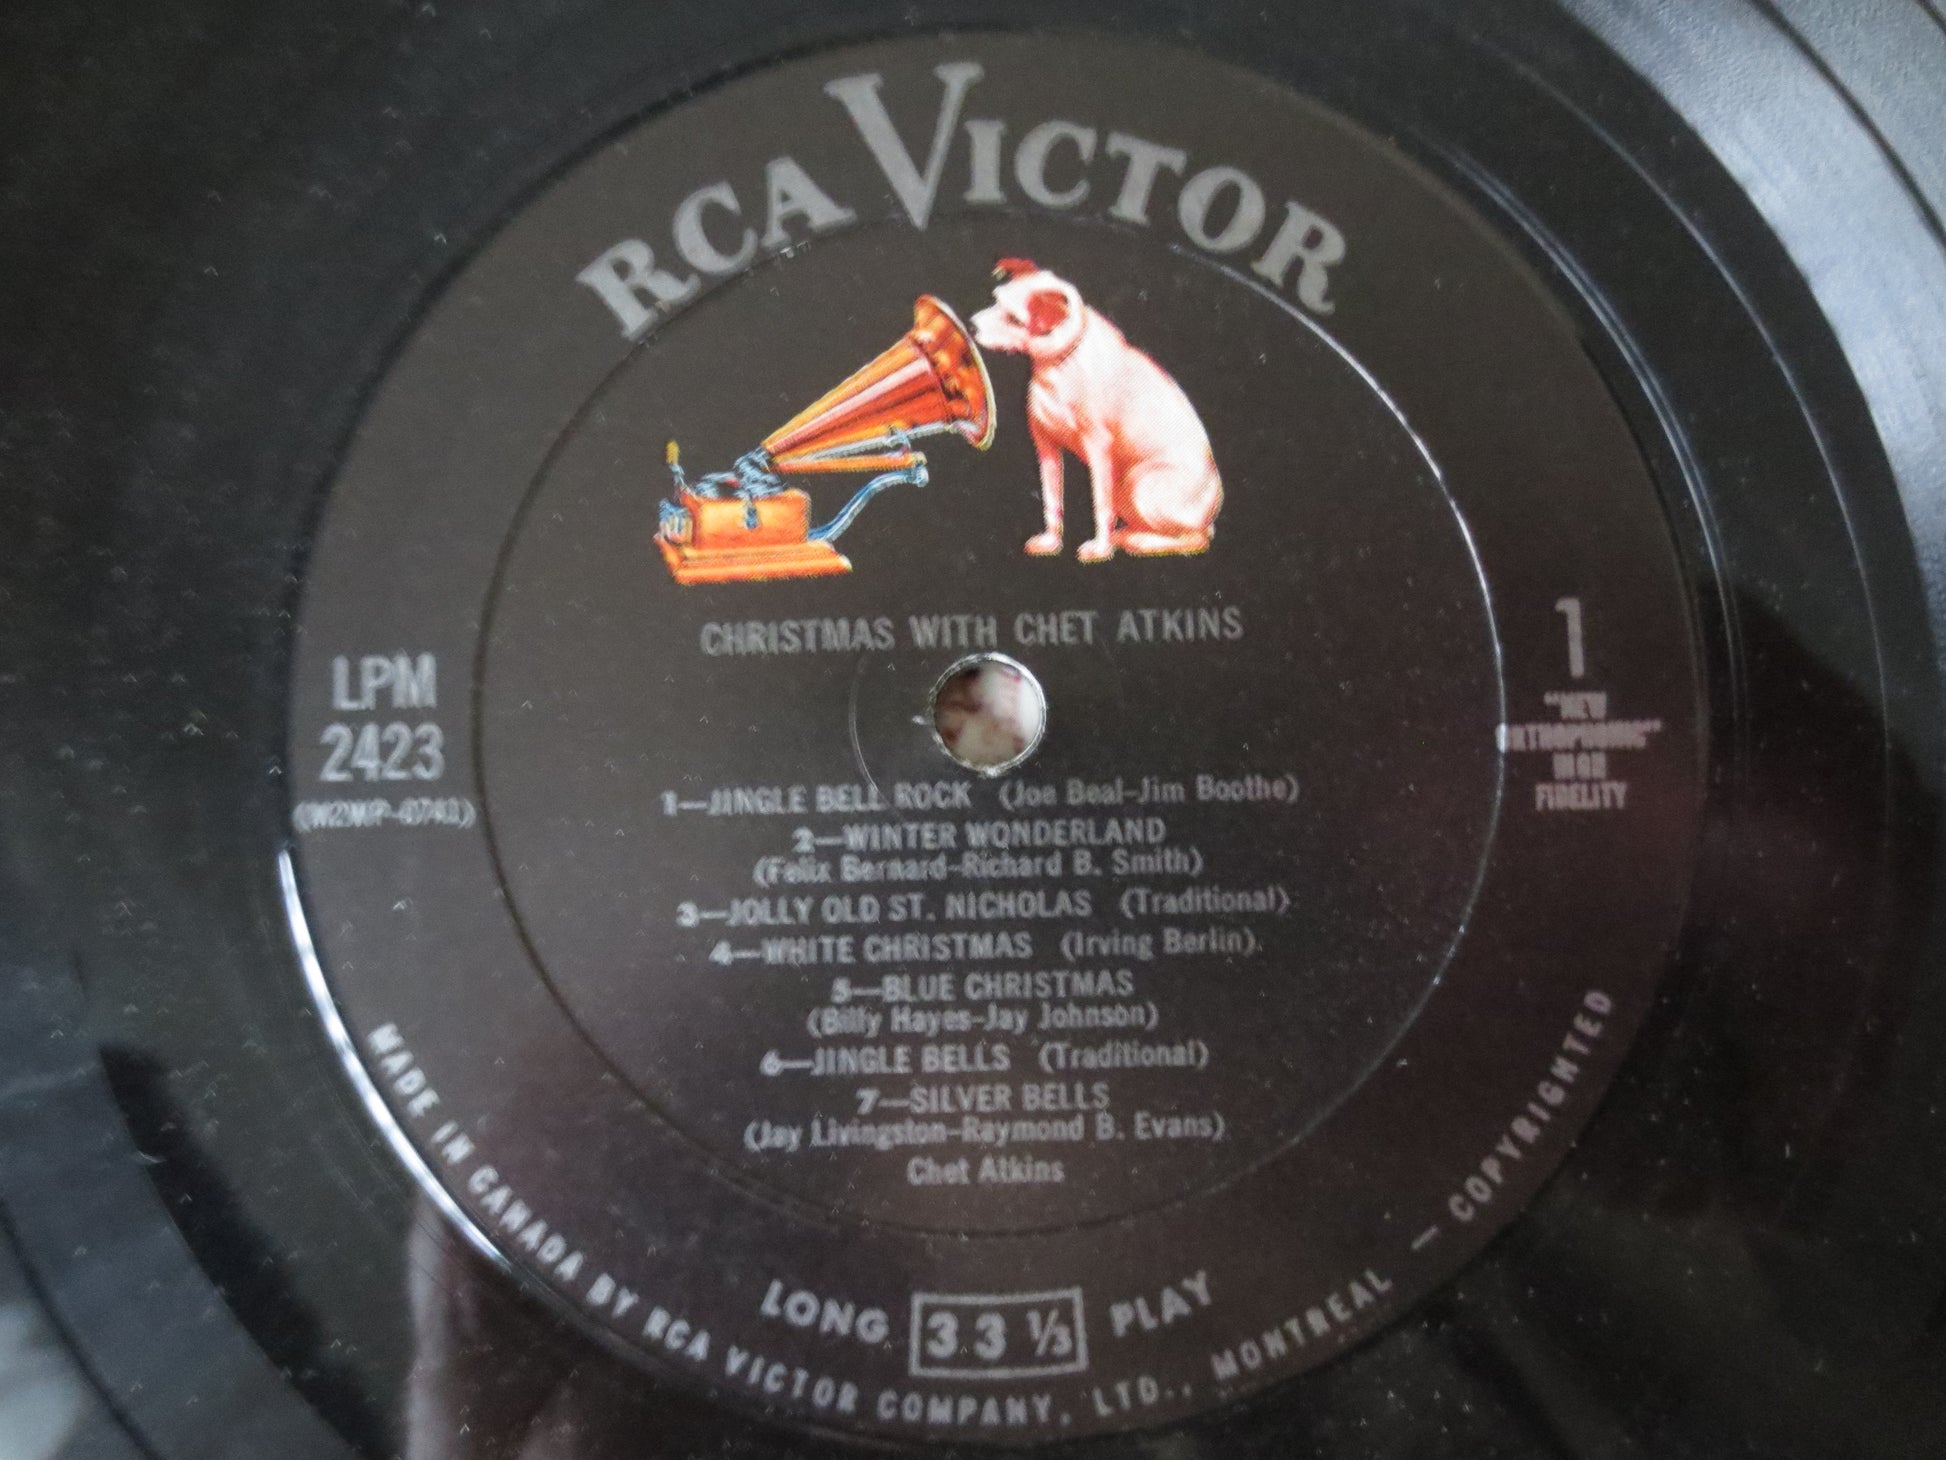 RCA VICTOR
CHRISTMAS WITH CHET ATKINS
LPM
2423
1
"NEW
ORTHOPHONIC"
HIGH
FIDELITY
1—JINGLE BELL ROCK (Joe Beal-Jim Boothe)
2—WINTER WONDERLAND
(Felix Bernard-Richard B. Smith)
3—JOLLY OLD ST. NICHOLAS (Traditional)
4—WHITE CHRISTMAS (Irving Berlin)
5—BLUE CHRISTMAS
(Billy Hayes-Jay Johnson)
6—JINGLE BELLS (Traditional)
7—SILVER BELLS
(Jay Livingston-Raymond B. Evans)
Chet Atkins
LONG 33 ⅓ PLAY
MADE IN CANADA BY RCA VICTOR COMPANY, LTD., MONTREAL — COPYRIGHTED